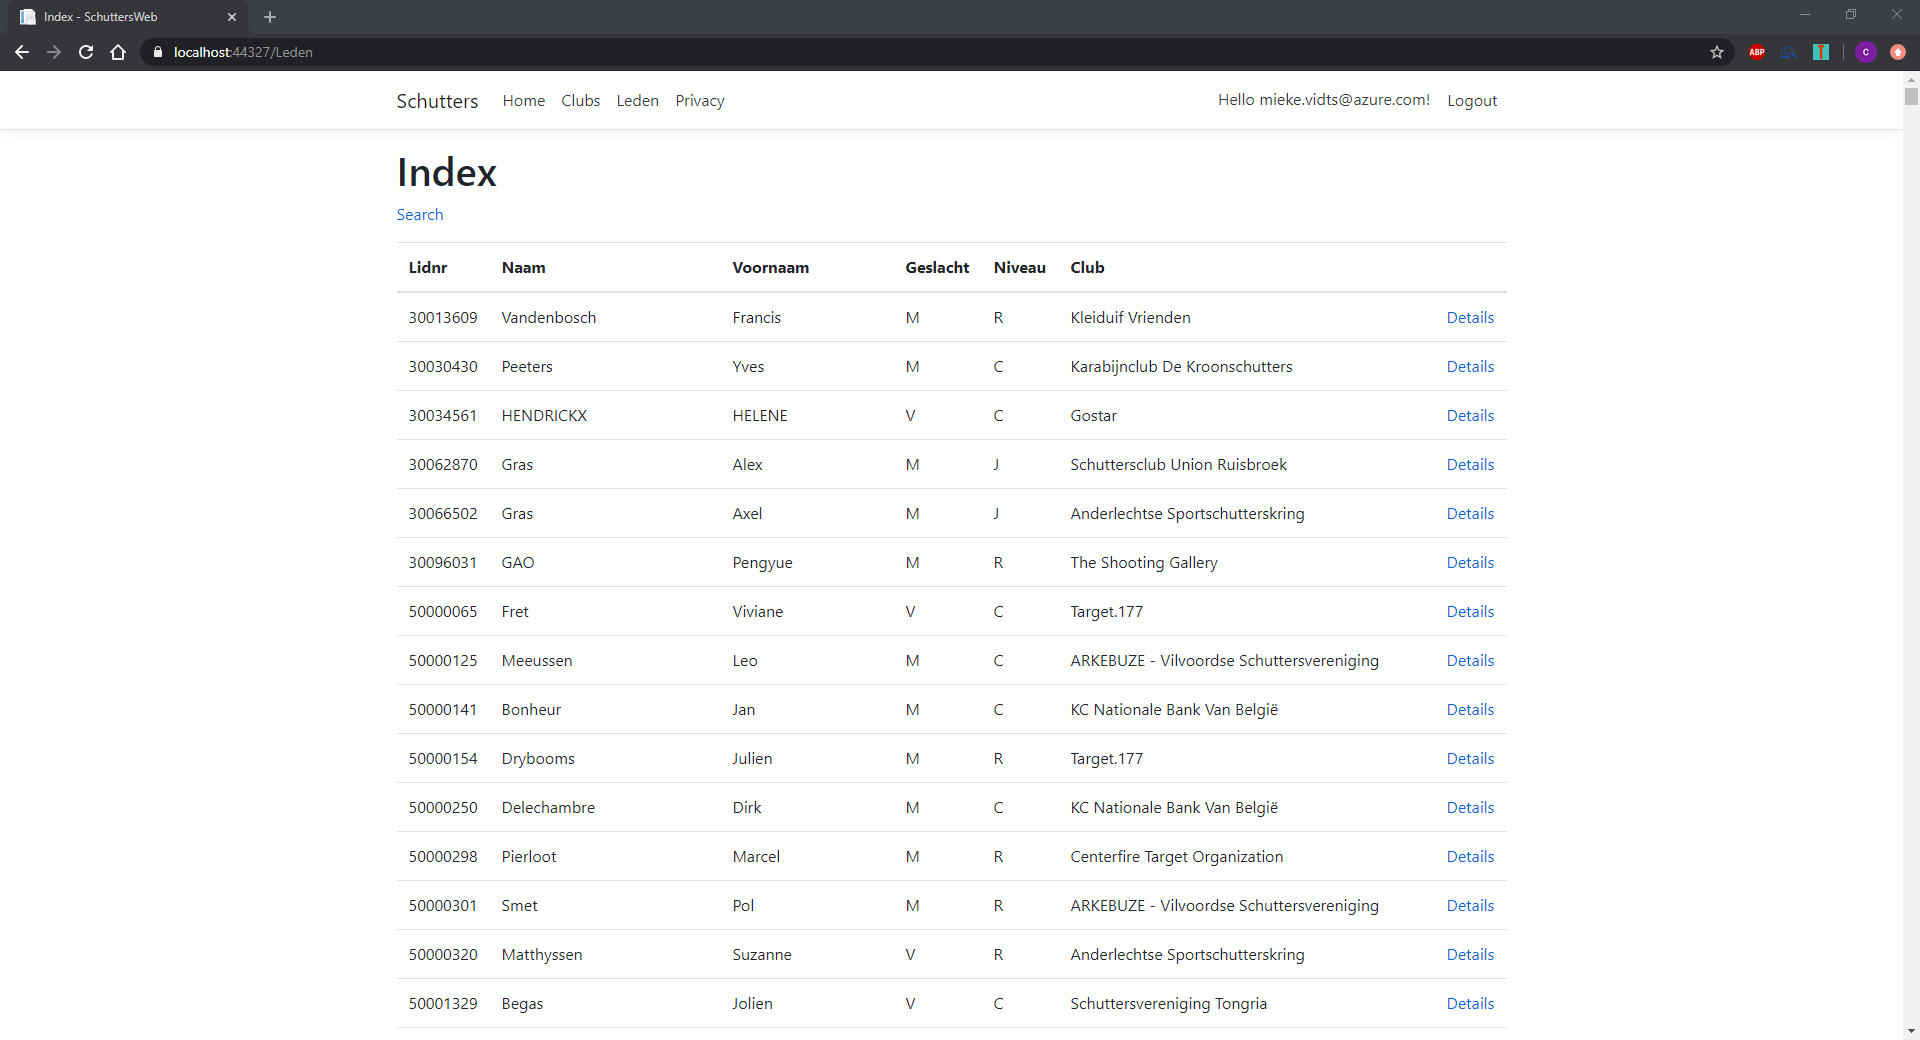 Index - SchuttersWeb
localhost:44327/Leden
ABP
C
Schutters Home Clubs Leden Privacy Hello mieke.vidts@azure.com! Logout
Index
Search
Lidnr Naam Voornaam Geslacht Niveau Club
30013609 Vandenbosch Francis M R Kleiduif Vrienden Details
30030430 Peeters Yves M C Karabijnclub De Kroonschutters Details
30034561 HENDRICKX HELENE V C Gostar Details
30062870 Gras Alex M J Schuttersclub Union Ruisbroek Details
30066502 Gras Axel M J Anderlechtse Sportschutterskring Details
30096031 GAO Pengyue M R The Shooting Gallery Details
50000065 Fret Viviane V C Target.177 Details
50000125 Meeussen Leo M C ARKEBUZE - Vilvoordse Schuttersvereniging Details
50000141 Bonheur Jan M C KC Nationale Bank Van België Details
50000154 Drybooms Julien M R Target.177 Details
50000250 Delechambre Dirk M C KC Nationale Bank Van België Details
50000298 Pierloot Marcel M R Centerfire Target Organization Details
50000301 Smet Pol M R ARKEBUZE - Vilvoordse Schuttersvereniging Details
50000320 Matthyssen Suzanne V R Anderlechtse Sportschutterskring Details
50001329 Begas Jolien V C Schuttersvereniging Tongria Details